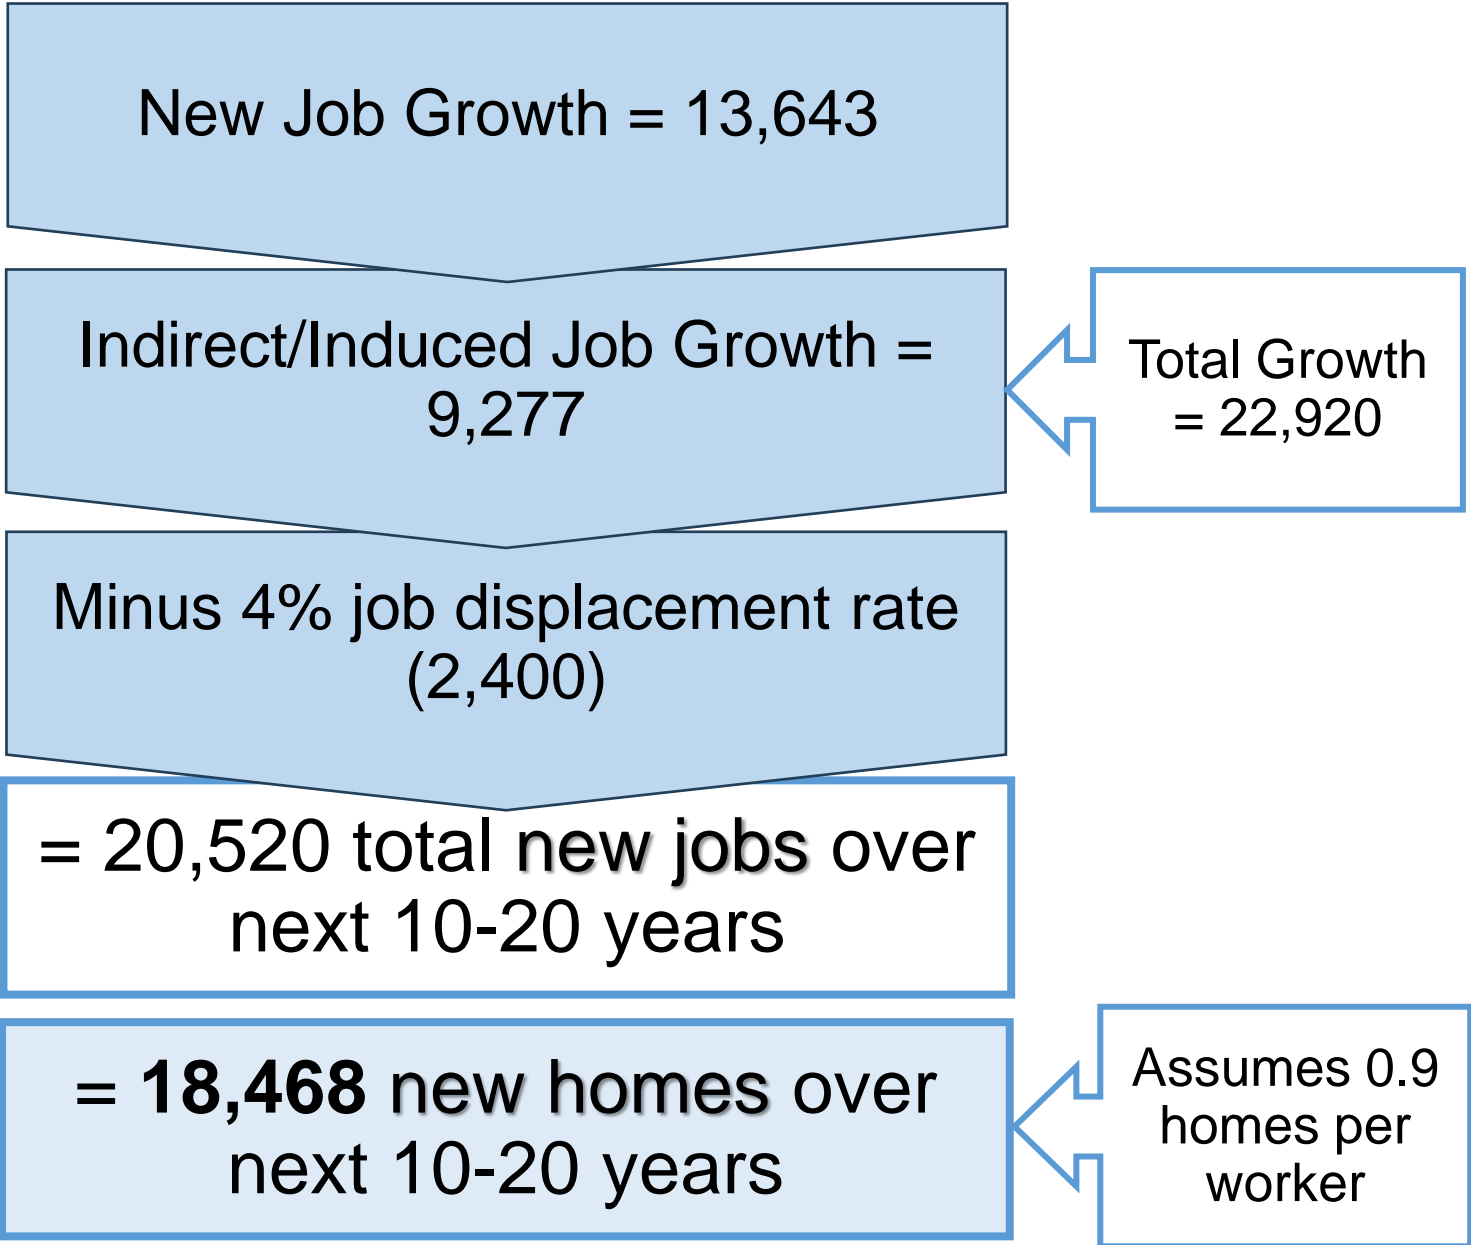 New Job Growth = 13,643
Indirect/Induced Job Growth =
9,277
Total Growth
= 22,920
Minus 4% job displacement rate
(2,400)
= 20,520 total new jobs over
next 10-20 years
= 18,468 new homes over
next 10-20 years
Assumes 0.9
homes per
worker